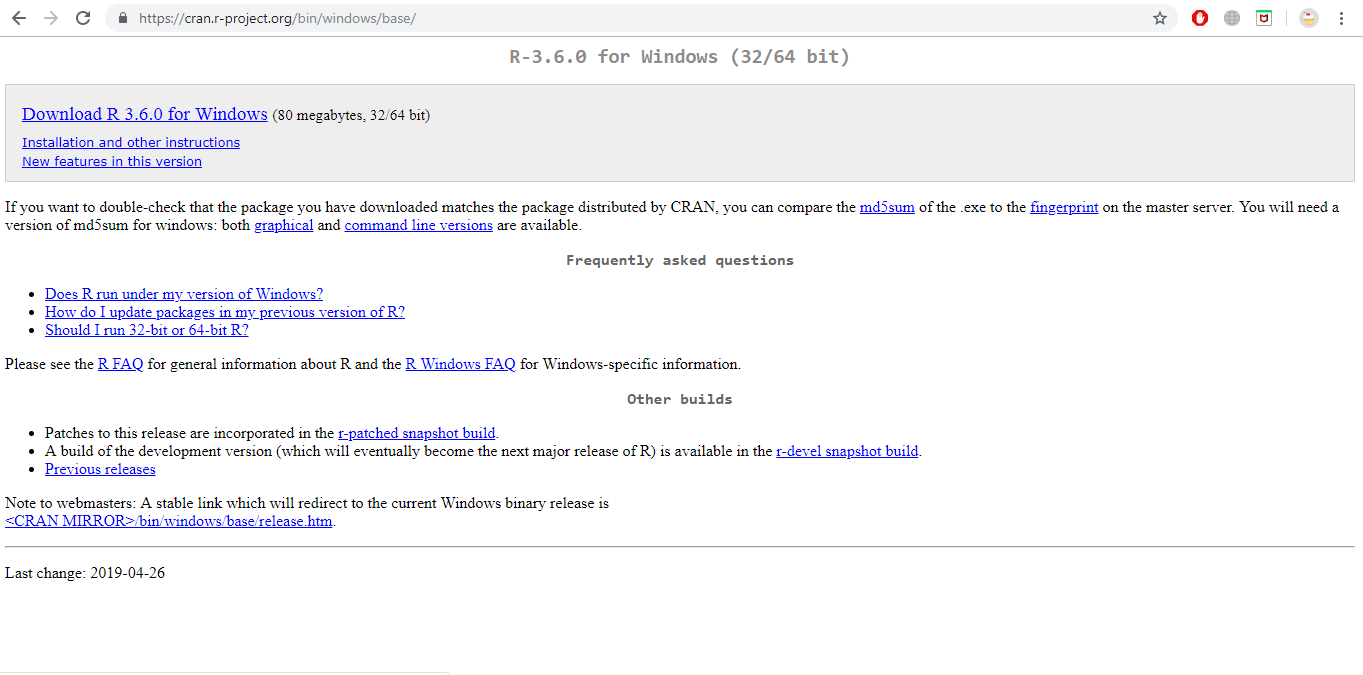 https://cran.r-project.org/bin/windows/base/
R-3.6.0 for Windows (32/64 bit)
Download R 3.6.0 for Windows (80 megabytes, 32/64 bit)
Installation and other instructions
New features in this version
If you want to double-check that the package you have downloaded matches the package distributed by CRAN, you can compare the md5sum of the .exe to the fingerprint on the master server. You will need a
version of md5sum for windows: both graphical and command line versions are available.
Frequently asked questions
• Does R run under my version of Windows?
• How do I update packages in my previous version of R?
• Should I run 32-bit or 64-bit R?
Please see the R FAQ for general information about R and the R Windows FAQ for Windows-specific information.
Other builds
• Patches to this release are incorporated in the r-patched snapshot build.
• A build of the development version (which will eventually become the next major release of R) is available in the r-devel snapshot build.
• Previous releases
Note to webmasters: A stable link which will redirect to the current Windows binary release is
<CRAN MIRROR>/bin/windows/base/release.htm.
Last change: 2019-04-26